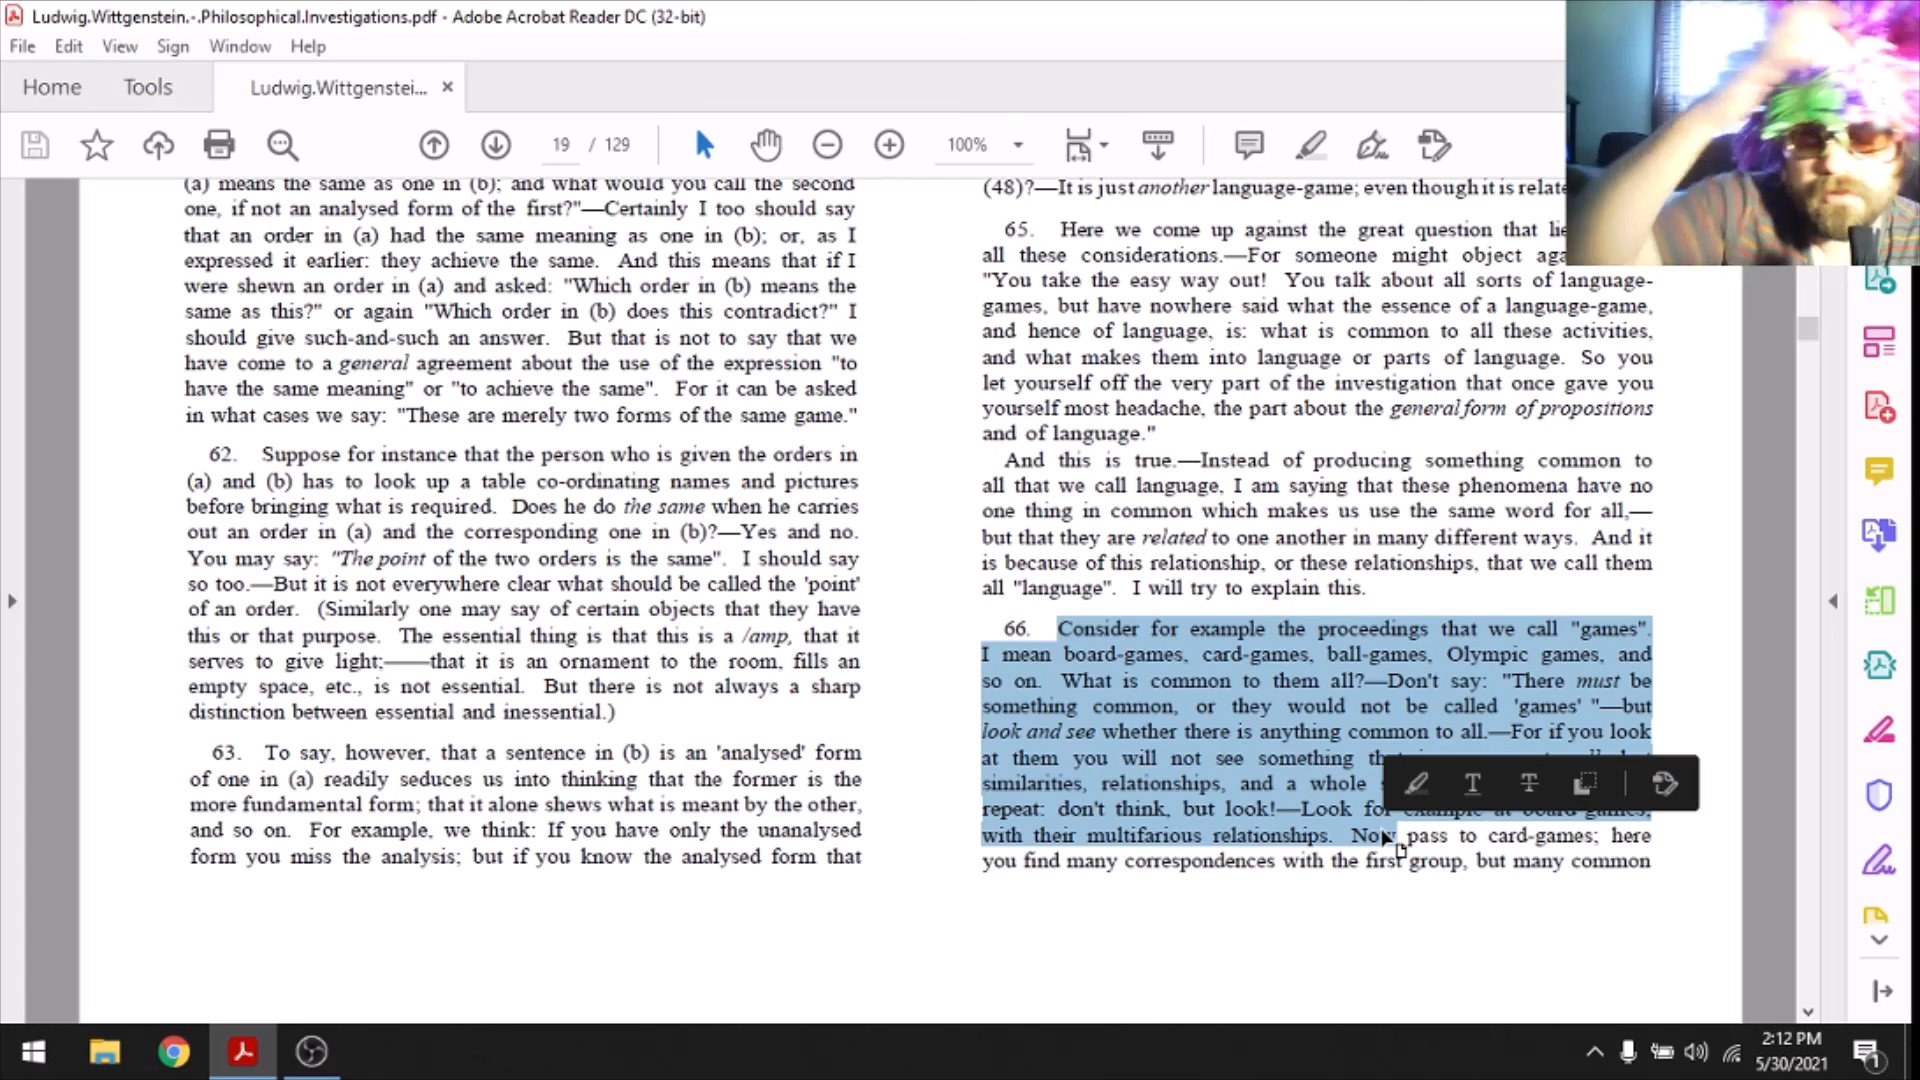 Ludwig.Wittgenstein.-.Philosophical.Investigations.pdf - Adobe Acrobat Reader DC (32-bit)
File Edit View Sign Window Help
Home Tools Ludwig.Wittgenstei... ×
19 / 129 100%
(a) means the same as one in (b); and what would you call the second
one, if not an analysed form of the first?"—Certainly I too should say
that an order in (a) had the same meaning as one in (b); or, as I
expressed it earlier: they achieve the same. And this means that if I
were shewn an order in (a) and asked: "Which order in (b) means the
same as this?" or again "Which order in (b) does this contradict?" I
should give such-and-such an answer. But that is not to say that we
have come to a general agreement about the use of the expression "to
have the same meaning" or "to achieve the same". For it can be asked
in what cases we say: "These are merely two forms of the same game."
62. Suppose for instance that the person who is given the orders in
(a) and (b) has to look up a table co-ordinating names and pictures
before bringing what is required. Does he do the same when he carries
out an order in (a) and the corresponding one in (b)?—Yes and no.
You may say: "The point of the two orders is the same". I should say
so too.—But it is not everywhere clear what should be called the 'point'
of an order. (Similarly one may say of certain objects that they have
this or that purpose. The essential thing is that this is a /amp, that it
serves to give light;——that it is an ornament to the room, fills an
empty space, etc., is not essential. But there is not always a sharp
distinction between essential and inessential.)
63. To say, however, that a sentence in (b) is an 'analysed' form
of one in (a) readily seduces us into thinking that the former is the
more fundamental form; that it alone shews what is meant by the other,
and so on. For example, we think: If you have only the unanalysed
form you miss the analysis; but if you know the analysed form that
(48)?—It is just another language-game; even though it is relate
65. Here we come up against the great question that lie
all these considerations.—For someone might object aga
"You take the easy way out! You talk about all sorts of language-
games, but have nowhere said what the essence of a language-game,
and hence of language, is: what is common to all these activities,
and what makes them into language or parts of language. So you
let yourself off the very part of the investigation that once gave you
yourself most headache, the part about the general form of propositions
and of language."
And this is true.—Instead of producing something common to
all that we call language, I am saying that these phenomena have no
one thing in common which makes us use the same word for all,—
but that they are related to one another in many different ways. And it
is because of this relationship, or these relationships, that we call them
all "language". I will try to explain this.
66. Consider for example the proceedings that we call "games".
I mean board-games, card-games, ball-games, Olympic games, and
so on. What is common to them all?—Don't say: "There must be
something common, or they would not be called 'games' "—but
look and see whether there is anything common to all.—For if you look
at them you will not see something
similarities, relationships, and a whole
repeat: don't think, but look!—Look for example at board-games,
with their multifarious relationships. Now pass to card-games; here
you find many correspondences with the first group, but many common
2:12 PM
5/30/2021
1